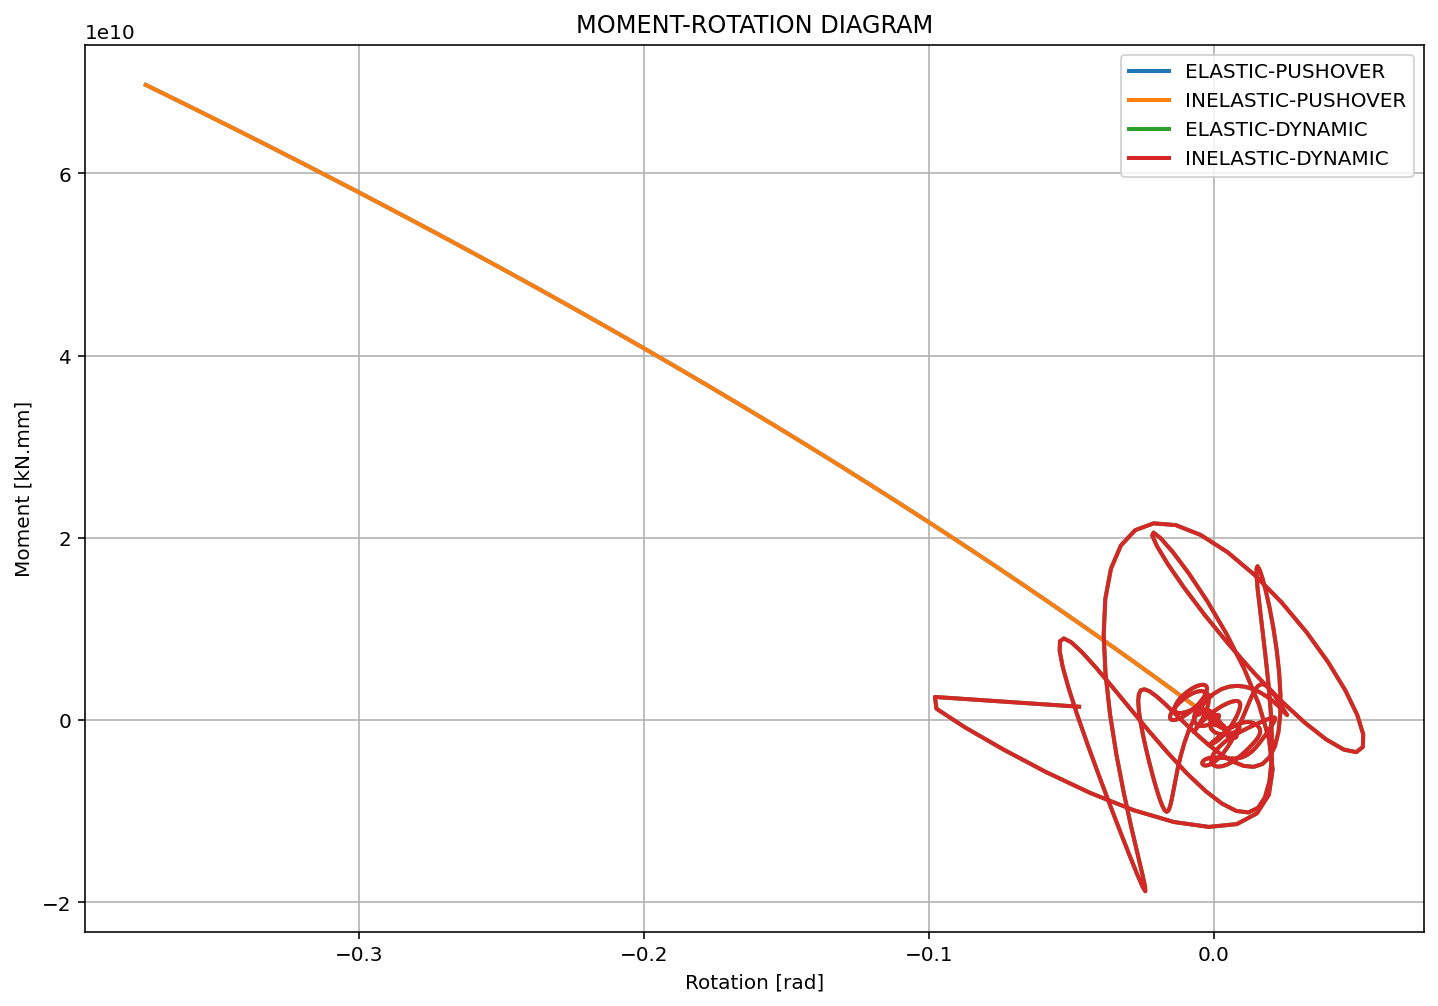 MOMENT-ROTATION DIAGRAM
1e10
ELASTIC-PUSHOVER
INELASTIC-PUSHOVER
ELASTIC-DYNAMIC
INELASTIC-DYNAMIC
6
4
2
0
−2
Moment [kN.mm]
−0.3
−0.2
−0.1
0.0
Rotation [rad]